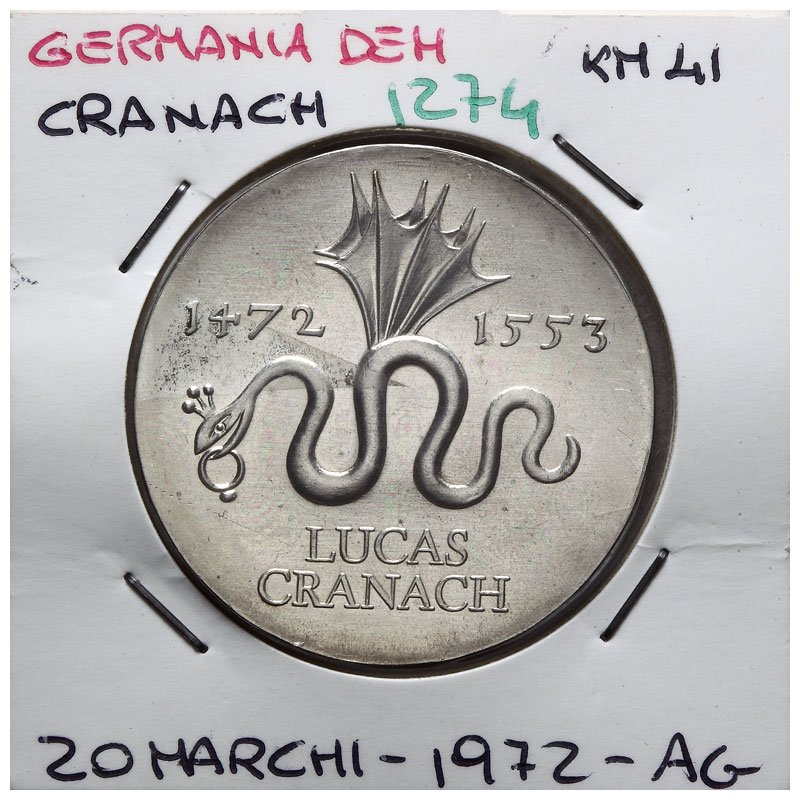 GERMANIA DEM
KM 41
CRANACH 1274
1472 1553
LUCAS
CRANACH
20 MARCHI - 1972 - AG